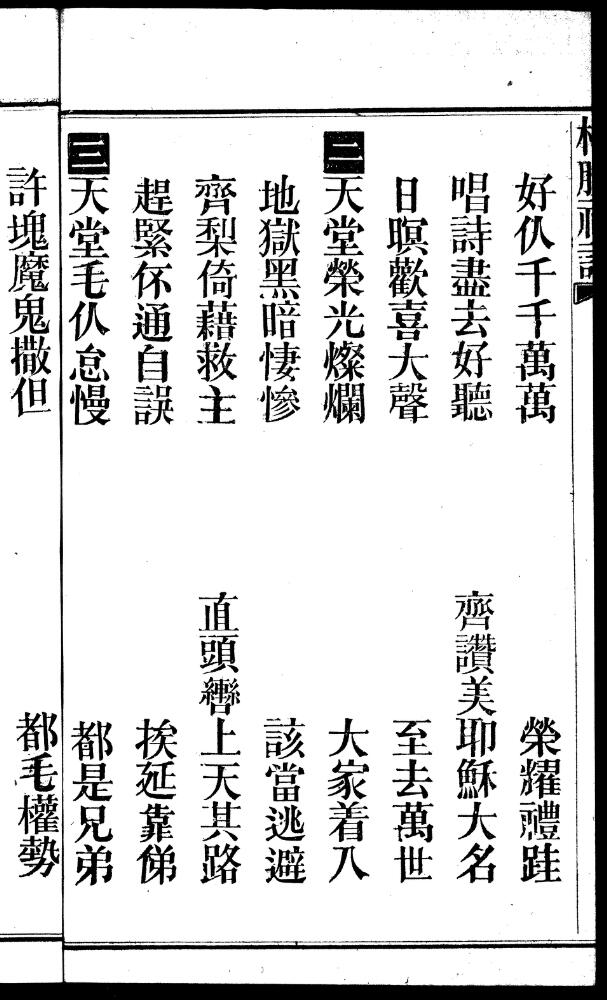 好仈千千萬萬 榮耀禮跬
唱詩盡去好聽 齊讚美耶穌大名
日暝歡喜大聲 至去萬世
二 天堂榮光燦爛 大家着入
地獄黑暗悽慘 該當逃避
齊梨倚藉救主 直頭轡上天其路
趕緊伓通自誤 挨延靠俤
三 天堂毛仈怠慢 都是兄弟
許塊魔鬼撒但 都毛權勢